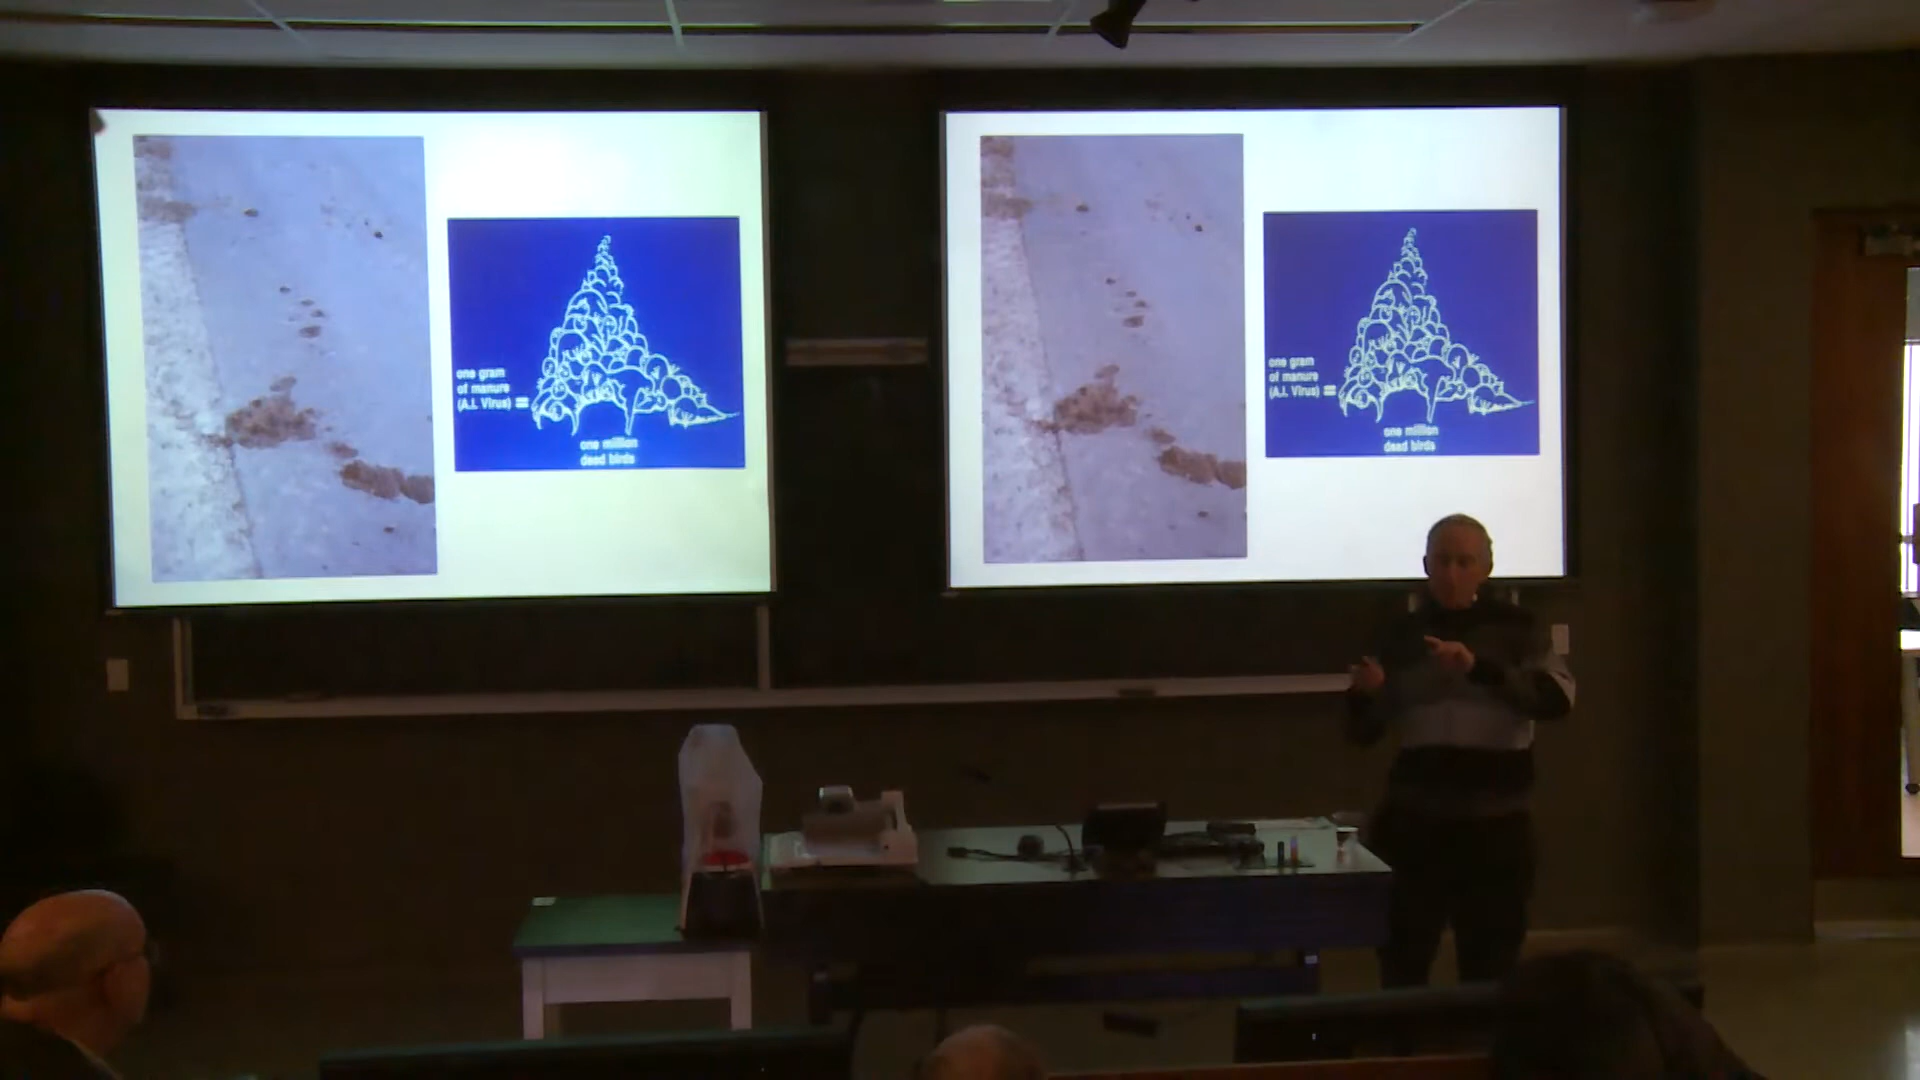 one gram
of manure
(A.I. Virus) =
one million
dead birds
one gram
of manure
(A.I. Virus) =
one million
dead birds